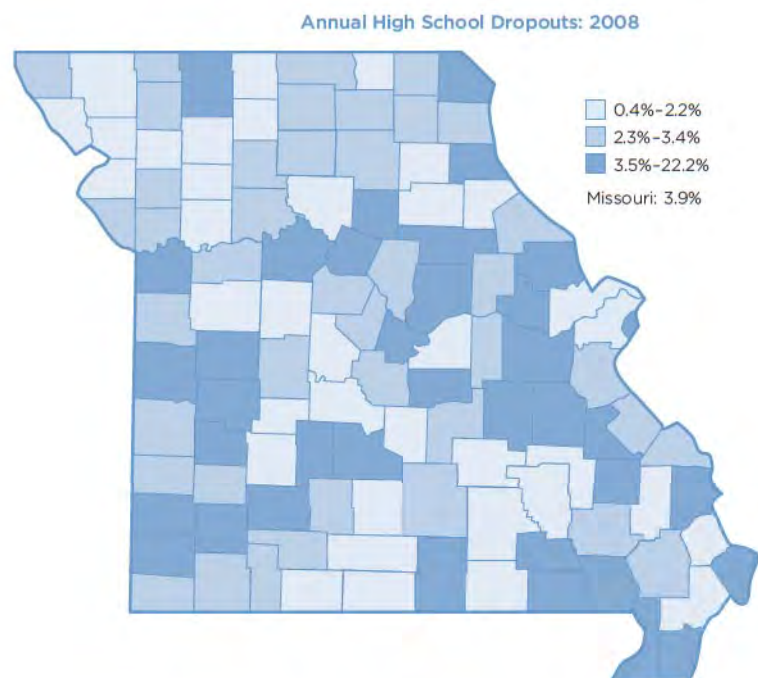 Annual High School Dropouts: 2008
0.4%–2.2%
2.3%–3.4%
3.5%–22.2%
Missouri: 3.9%